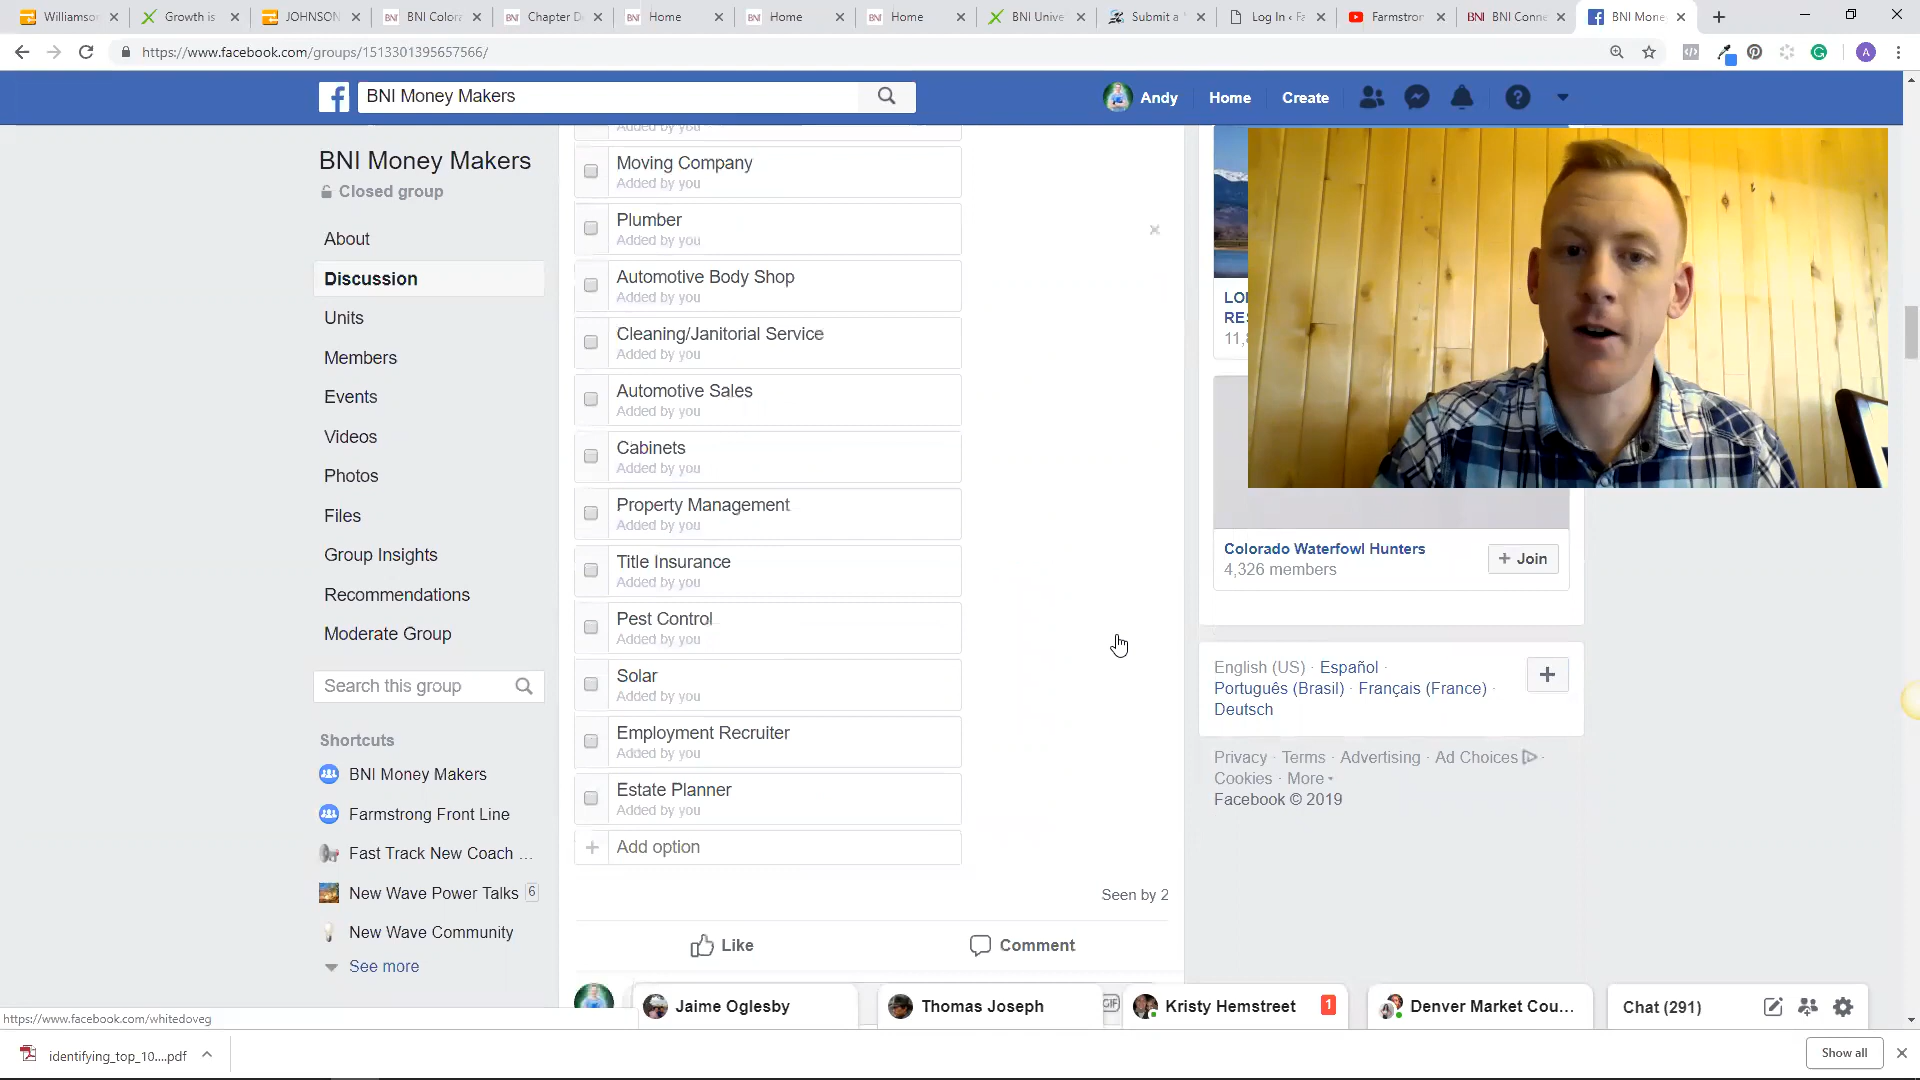 Williamson
Growth is
JOHNSON
BNI Colora
Chapter D
Home
Home
Home
BNI Unive
Submit a
Log In ‹ Fa
Farmstron
BNI Conne
BNI Mone
https://www.facebook.com/groups/1513301395657566/
A
BNI Money Makers
Andy
Home
Create
BNI Money Makers
Closed group
About
Discussion
Units
Members
Events
Videos
Photos
Files
Group Insights
Recommendations
Moderate Group
Search this group
Shortcuts
BNI Money Makers
Farmstrong Front Line
Fast Track New Coach ...
New Wave Power Talks 6
New Wave Community
See more
Added by you
Moving Company
Added by you
Plumber
Added by you
Automotive Body Shop
Added by you
Cleaning/Janitorial Service
Added by you
Automotive Sales
Added by you
Cabinets
Added by you
Property Management
Added by you
Title Insurance
Added by you
Pest Control
Added by you
Solar
Added by you
Employment Recruiter
Added by you
Estate Planner
Added by you
+ Add option
Seen by 2
Like
Comment
Colorado Waterfowl Hunters
4,326 members
+ Join
English (US) · Español ·
Português (Brasil) · Français (France) ·
Deutsch
Privacy · Terms · Advertising · Ad Choices ·
Cookies · More
Facebook © 2019
Jaime Oglesby
Thomas Joseph
GIF
Kristy Hemstreet 1
Denver Market Cou...
Chat (291)
https://www.facebook.com/whitedoveg
identifying_top_10....pdf
Show all